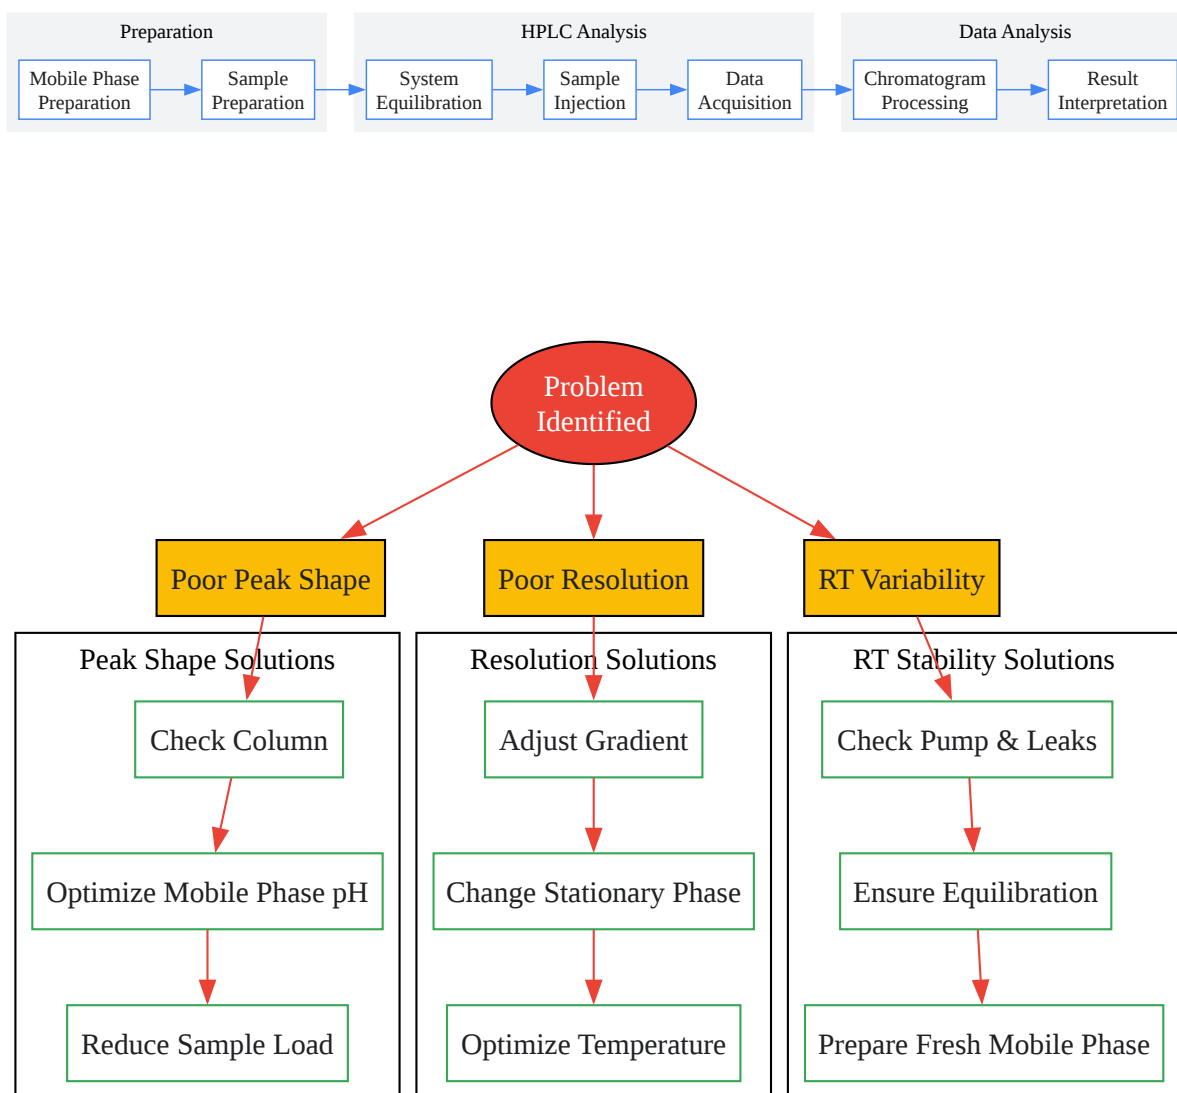 Preparation
HPLC Analysis
Data Analysis
Mobile Phase
Preparation
Sample
Preparation
System
Equilibration
Sample
Injection
Data
Acquisition
Chromatogram
Processing
Result
Interpretation
Problem
Identified
Poor Peak Shape
Poor Resolution
RT Variability
Peak Shape Solutions
Resolution Solutions
RT Stability Solutions
Check Column
Adjust Gradient
Check Pump & Leaks
Optimize Mobile Phase pH
Change Stationary Phase
Ensure Equilibration
Reduce Sample Load
Optimize Temperature
Prepare Fresh Mobile Phase